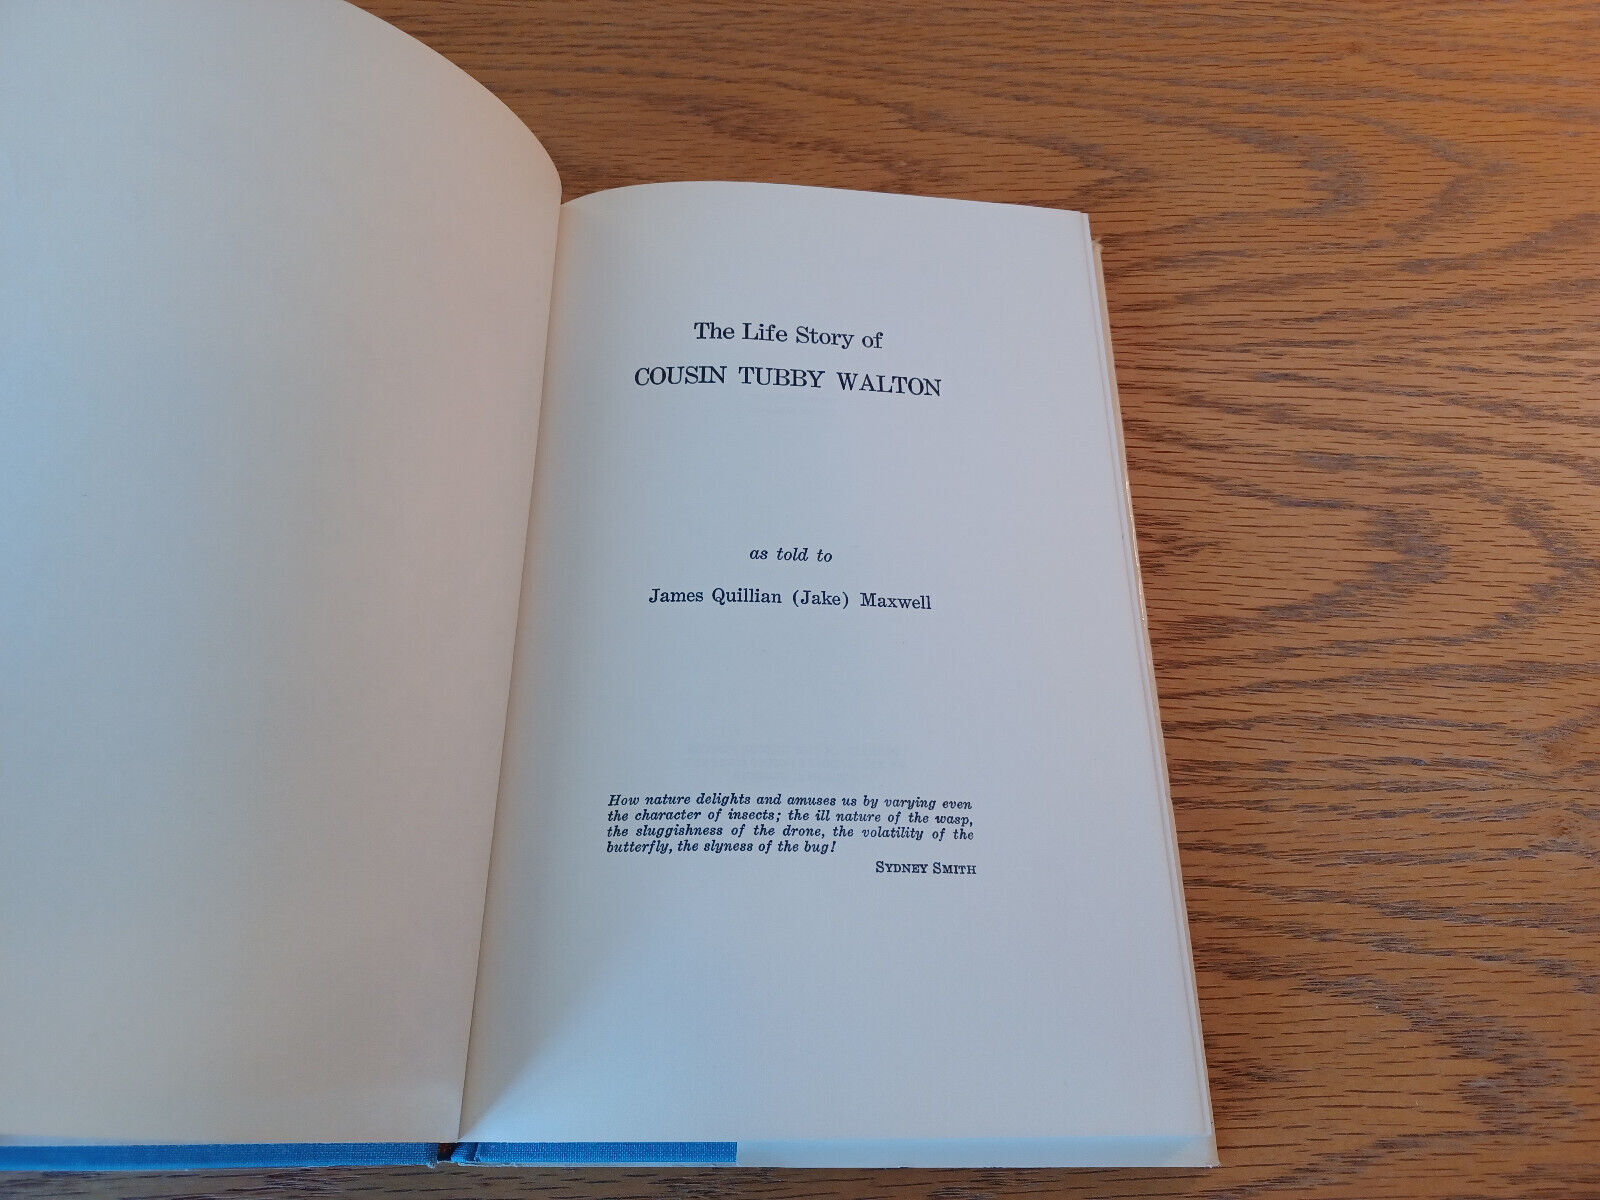 The Life Story of
COUSIN TUBBY WALTON
as told to
James Quillian (Jake) Maxwell
How nature delights and amuses us by varying even
the character of insects; the ill nature of the wasp,
the sluggishness of the drone, the volatility of the
butterfly, the slyness of the bug!
SYDNEY SMITH